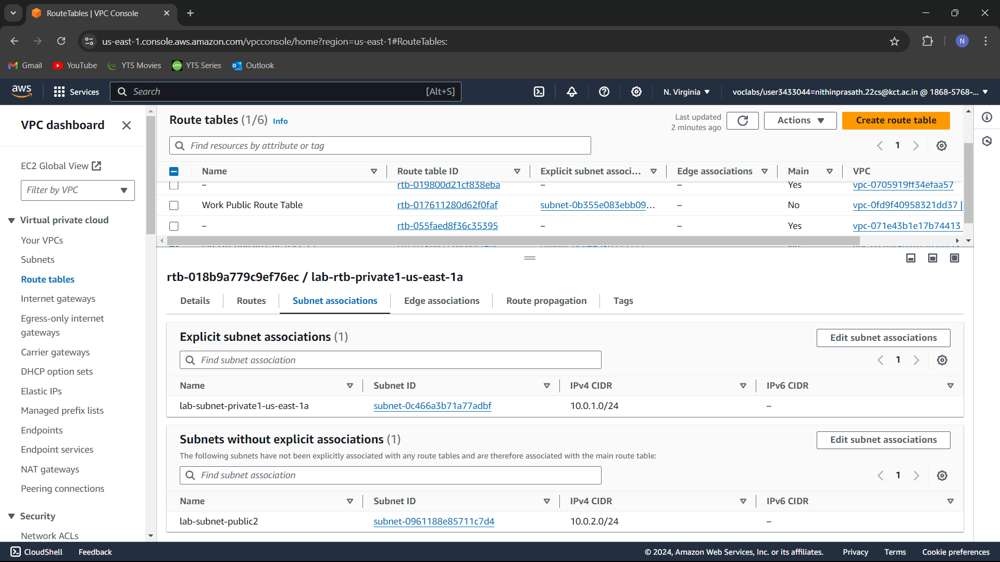 RouteTables | VPC Console
us-east-1.console.aws.amazon.com/vpcconsole/home?region=us-east-1#RouteTables:
N
Gmail
YouTube
YTS Movies
YTS Series
Outlook
aws
Services
Search
[Alt+S]
N. Virginia
voclabs/user3433044=nithinprasath.22cs@kct.ac.in @ 1868-5768-...
VPC dashboard
EC2 Global View
Filter by VPC
Virtual private cloud
Your VPCs
Subnets
Route tables
Internet gateways
Egress-only internet
gateways
Carrier gateways
DHCP option sets
Elastic IPs
Managed prefix lists
Endpoints
Endpoint services
NAT gateways
Peering connections
Security
Network ACLs
Route tables (1/6) Info
Last updated
2 minutes ago
Actions
Create route table
Find resources by attribute or tag
1
Name Route table ID Explicit subnet associ... Edge associations Main VPC
– rtb-019800d21cf838eba – – Yes vpc-0705919ff34efaa57
Work Public Route Table rtb-017611280d62f0faf subnet-0b355e083ebb09... – No vpc-0fd9f40958321dd37 |
– rtb-055faed8f36c35395 – – Yes vpc-071e43b1e17b74413
rtb-018b9a779c9ef76ec / lab-rtb-private1-us-east-1a
Details Routes Subnet associations Edge associations Route propagation Tags
Explicit subnet associations (1)
Edit subnet associations
Find subnet association
1
Name Subnet ID IPv4 CIDR IPv6 CIDR
lab-subnet-private1-us-east-1a subnet-0c466a3b71a77adbf 10.0.1.0/24 –
Subnets without explicit associations (1)
Edit subnet associations
The following subnets have not been explicitly associated with any route tables and are therefore associated with the main route table:
Find subnet association
1
Name Subnet ID IPv4 CIDR IPv6 CIDR
lab-subnet-public2 subnet-0961188e85711c7d4 10.0.2.0/24 –
CloudShell Feedback
© 2024, Amazon Web Services, Inc. or its affiliates. Privacy Terms Cookie preferences